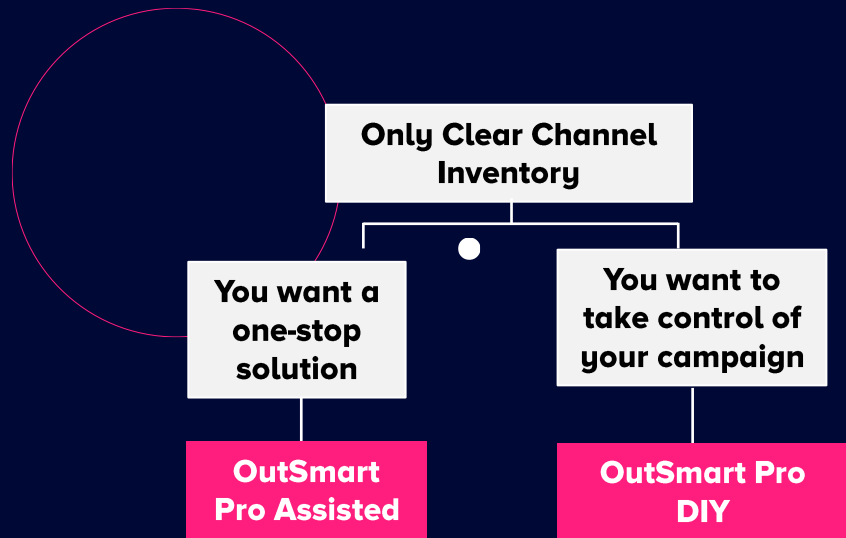 Only Clear Channel
Inventory
You want a
one-stop
solution
You want to
take control of
your campaign
OutSmart
Pro Assisted
OutSmart Pro
DIY